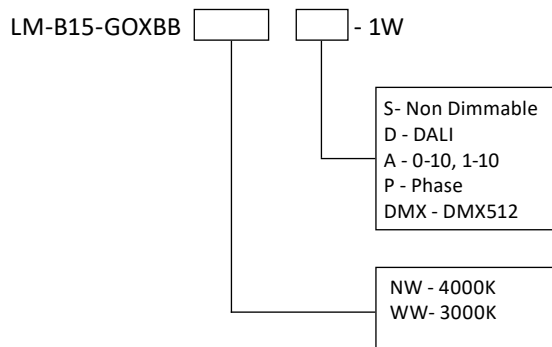 LM-B15-GOXBB - 1W
S- Non Dimmable
D - DALI
A - 0-10, 1-10
P - Phase
DMX - DMX512
NW - 4000K
WW- 3000K